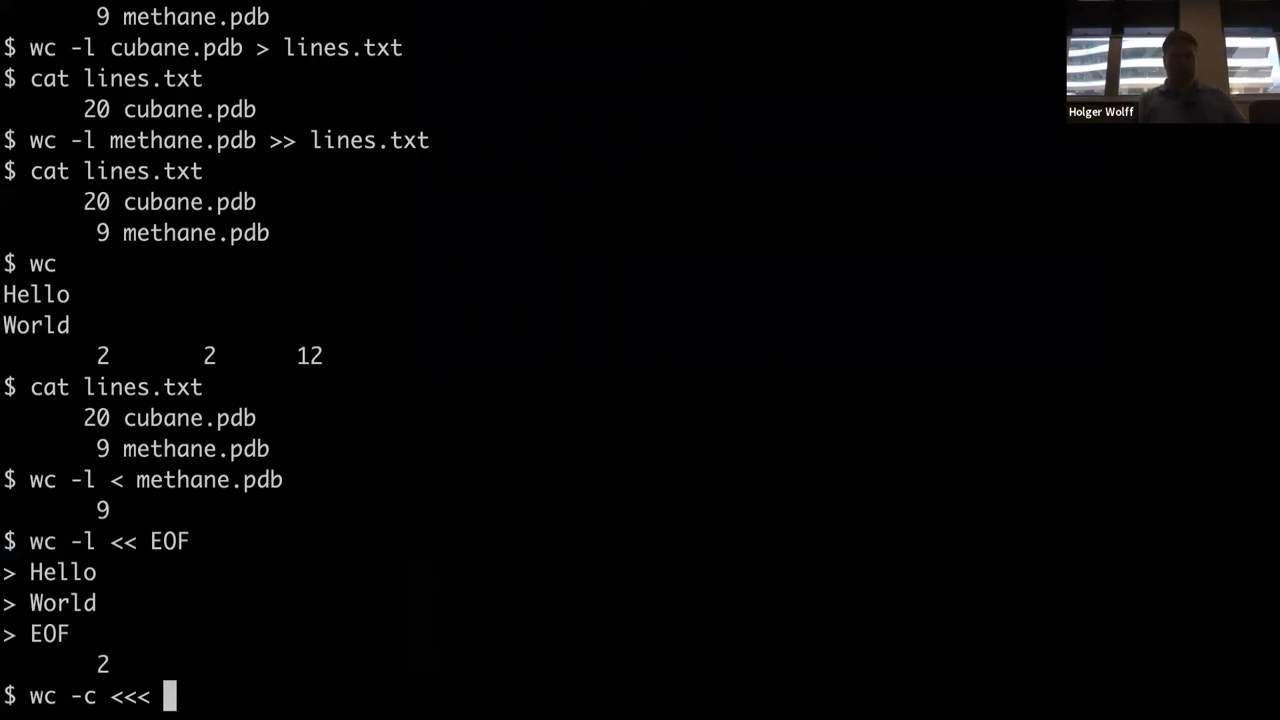 9 methane.pdb
$ wc -l cubane.pdb > lines.txt
$ cat lines.txt
20 cubane.pdb
$ wc -l methane.pdb >> lines.txt
$ cat lines.txt
20 cubane.pdb
9 methane.pdb
$ wc
Hello
World
2 2 12
$ cat lines.txt
20 cubane.pdb
9 methane.pdb
$ wc -l < methane.pdb
9
$ wc -l << EOF
> Hello
> World
> EOF
2
$ wc -c <<<
Holger Wolff